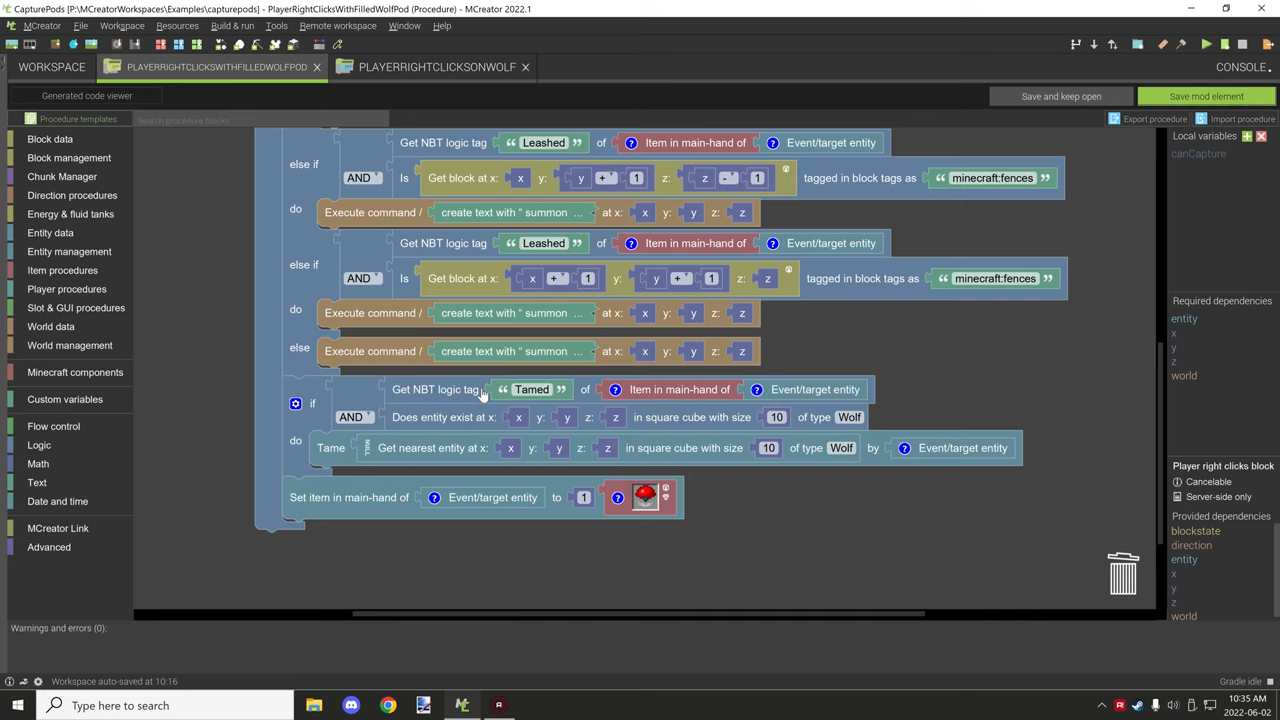 CapturePods [P:\MCreatorWorkspaces\Examples\capturepods] - PlayerRightClicksWithFilledWolfPod (Procedure) - MCreator 2022.1
MCreator File Workspace Resources Build & run Tools Remote workspace Window Help
WORKSPACE PLAYERRIGHTCLICKSWITHFILLEDWOLFPOD PLAYERRIGHTCLICKSONWOLF CONSOLE
Generated code viewer Save and keep open Save mod element
Procedure templates Search procedure blocks Export procedure Import procedure
Block data
Block management
Chunk Manager
Direction procedures
Energy & fluid tanks
Entity data
Entity management
Item procedures
Player procedures
Slot & GUI procedures
World data
World management
Minecraft components
Custom variables
Flow control
Logic
Math
Text
Date and time
MCreator Link
Advanced
Get NBT logic tag “ Leashed ” of Item in main-hand of Event/target entity
else if AND Is Get block at x: x y: y + 1 z: z - 1 tagged in block tags as “ minecraft:fences ”
do Execute command / create text with “ summon ... at x: x y: y z: z
Get NBT logic tag “ Leashed ” of Item in main-hand of Event/target entity
else if AND Is Get block at x: x + 1 y: y + 1 z: z tagged in block tags as “ minecraft:fences ”
do Execute command / create text with “ summon ... at x: x y: y z: z
else Execute command / create text with “ summon ... at x: x y: y z: z
Get NBT logic tag “ Tamed ” of Item in main-hand of Event/target entity
if AND Does entity exist at x: x y: y z: z in square cube with size 10 of type Wolf
do Tame NULL Get nearest entity at x: x y: y z: z in square cube with size 10 of type Wolf by Event/target entity
Set item in main-hand of Event/target entity to 1
Local variables
canCapture
Required dependencies
entity
x
y
z
world
Player right clicks block
Cancelable
Server-side only
Provided dependencies
blockstate
direction
entity
x
y
z
world
Warnings and errors (0):
Workspace auto-saved at 10:16 Gradle idle
Type here to search
10:35 AM
2022-06-02